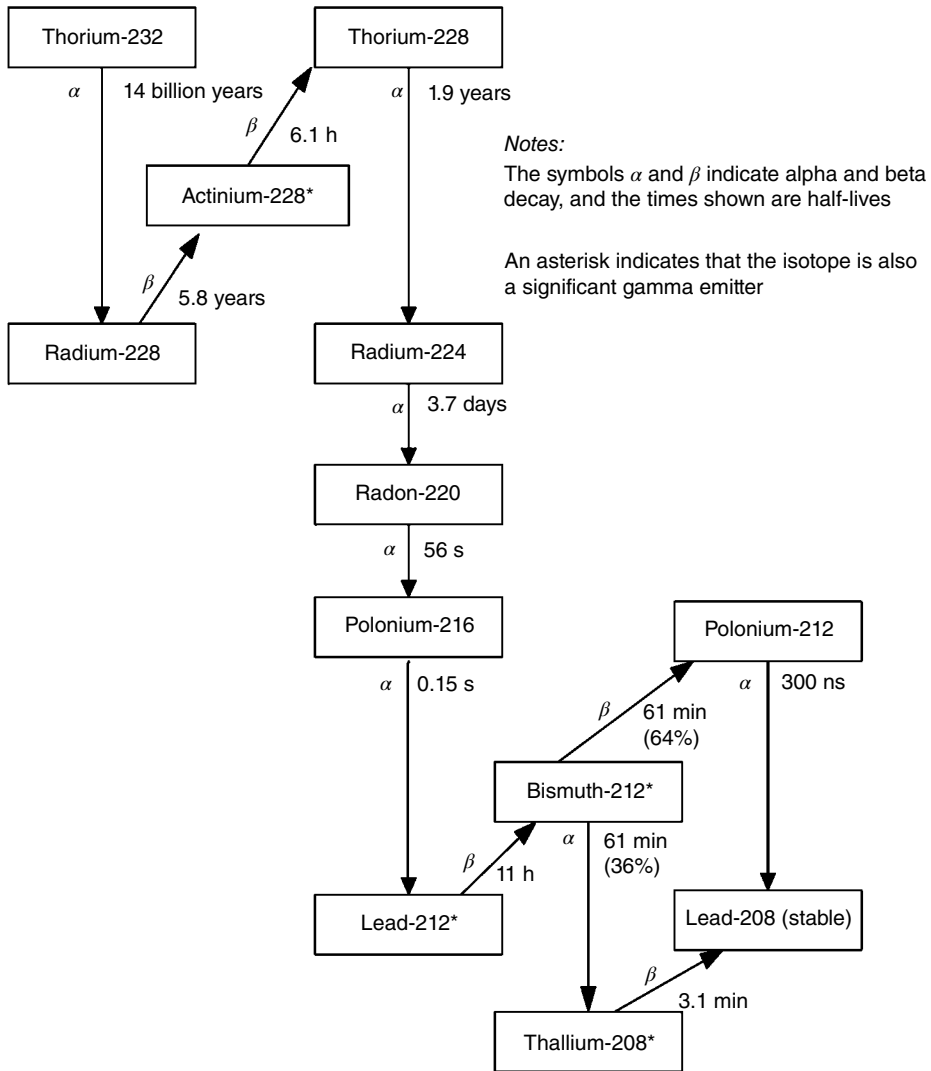 Thorium-232
Thorium-228
α
14 billion years
α
1.9 years
β
6.1 h
Notes:
The symbols α and β indicate alpha and beta
decay, and the times shown are half-lives
Actinium-228*
An asterisk indicates that the isotope is also
a significant gamma emitter
β
5.8 years
Radium-228
Radium-224
α
3.7 days
Radon-220
α
56 s
Polonium-216
Polonium-212
α
0.15 s
α
300 ns
β
61 min
(64%)
Bismuth-212*
α
61 min
(36%)
β
11 h
Lead-212*
Lead-208 (stable)
β
3.1 min
Thallium-208*